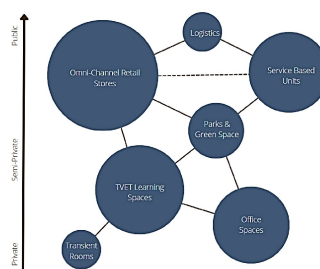 Public
Logistics
Omni-Channel Retail
Stores
Service Based
Units
Parks &
Green Space
Semi-Private
TVET Learning
Spaces
Office
Spaces
Transient
Rooms
Private